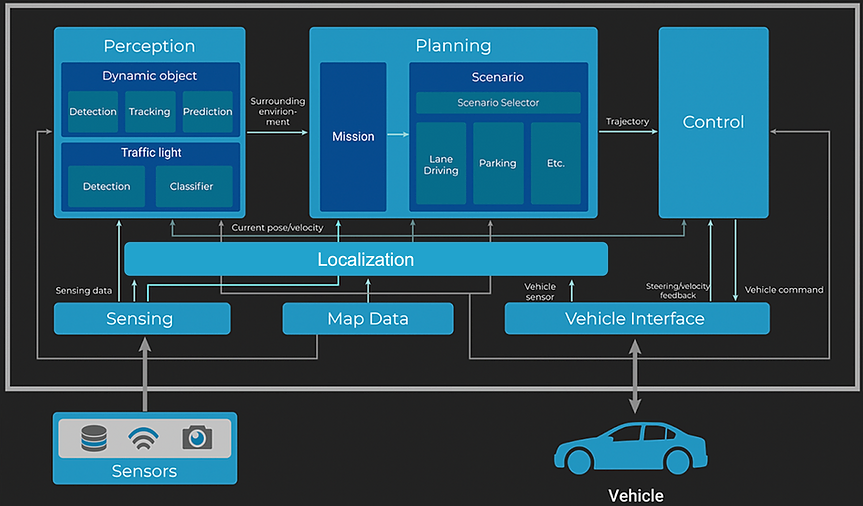 Perception
Dynamic object
Detection
Tracking
Prediction
Traffic light
Detection
Classifier
Surrounding
envirion-
ment
Planning
Mission
Scenario
Scenario Selector
Lane
Driving
Parking
Etc.
Trajectory
Control
Current pose/velocity
Localization
Sensing data
Vehicle
sensor
Steering/velocity
feedback
Vehicle command
Sensing
Map Data
Vehicle Interface
Sensors
Vehicle